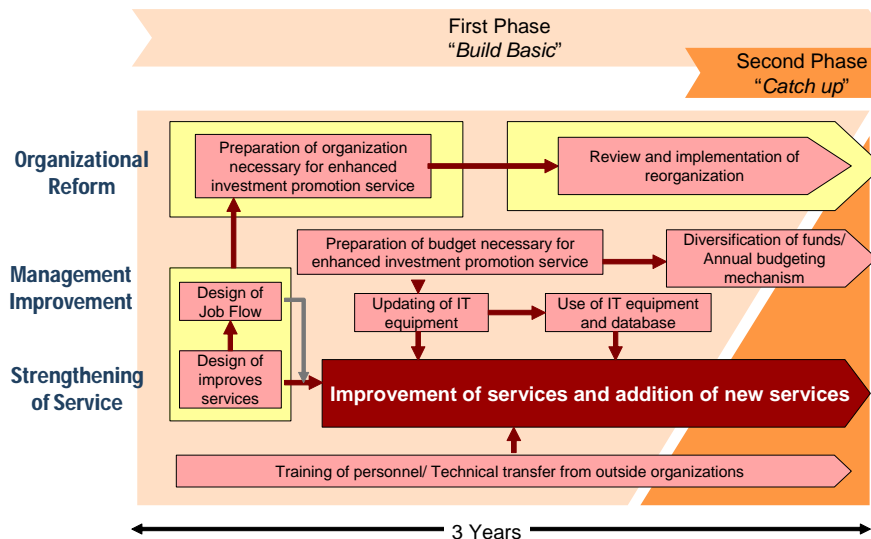 First Phase
“Build Basic”
Second Phase
“Catch up”
Organizational
Reform
Preparation of organization
necessary for enhanced
investment promotion service
Review and implementation of
reorganization
Management
Improvement
Preparation of budget necessary for
enhanced investment promotion service
Diversification of funds/
Annual budgeting
mechanism
Design of
Job Flow
Updating of IT
equipment
Use of IT equipment
and database
Strengthening
of Service
Design of
improves
services
Improvement of services and addition of new services
Training of personnel/ Technical transfer from outside organizations
3 Years